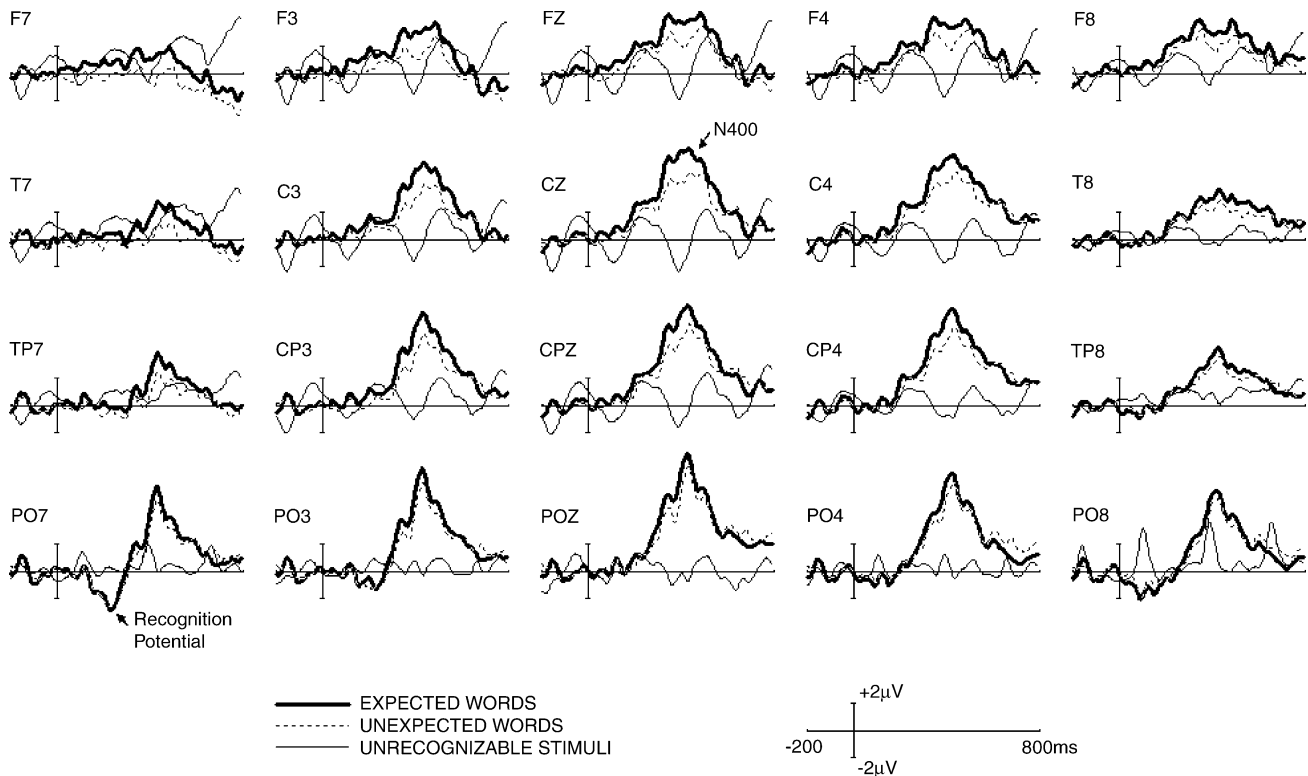 F7 F3 FZ F4 F8
N400
T7 C3 CZ C4 T8
TP7 CP3 CPZ CP4 TP8
PO7 PO3 POZ PO4 PO8
Recognition
Potential
EXPECTED WORDS
UNEXPECTED WORDS
UNRECOGNIZABLE STIMULI
+2µV
-200 800ms
-2µV